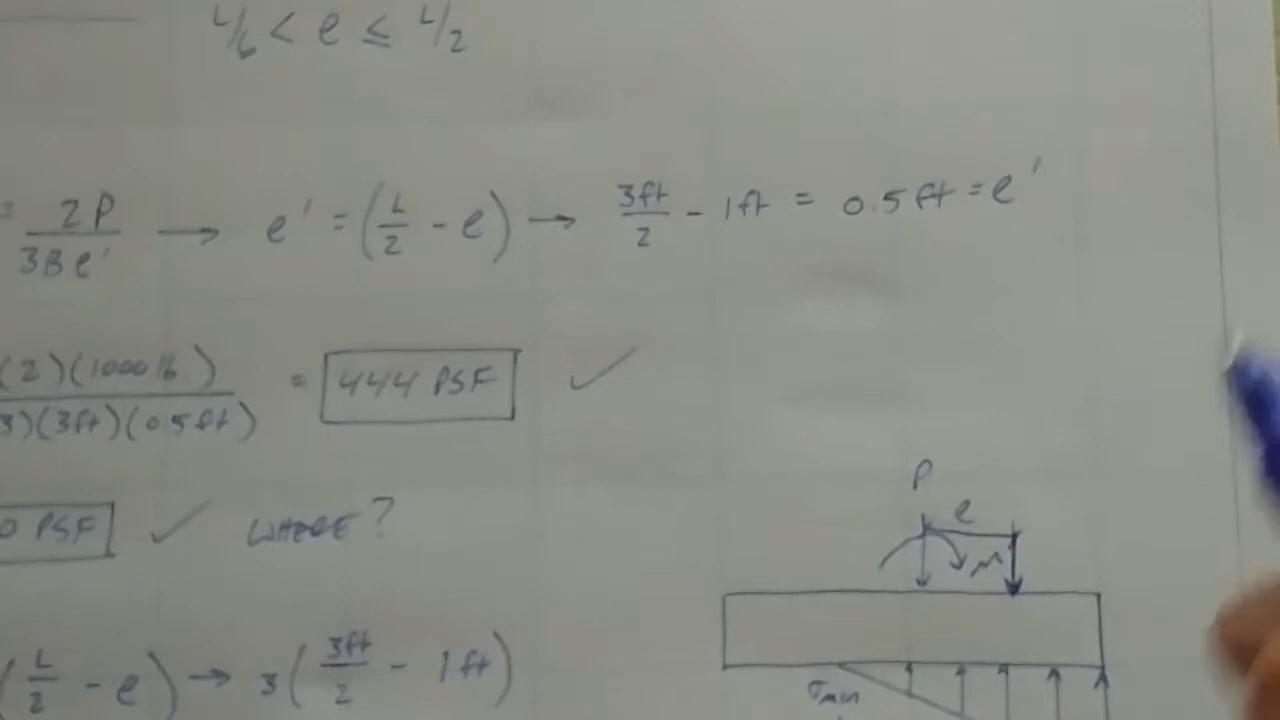 L/6 < e ≤ L/2
2P / 3Be' → e' = (L/2 - e) → 3ft/2 - 1ft = 0.5ft = e'
(2)(1000 lb) / 3)(3ft)(0.5ft) = 444 PSF ✓
0 PSF ✓ WHERE?
(L/2 - e) → 3(3ft/2 - 1ft)
P
e
M
σmin